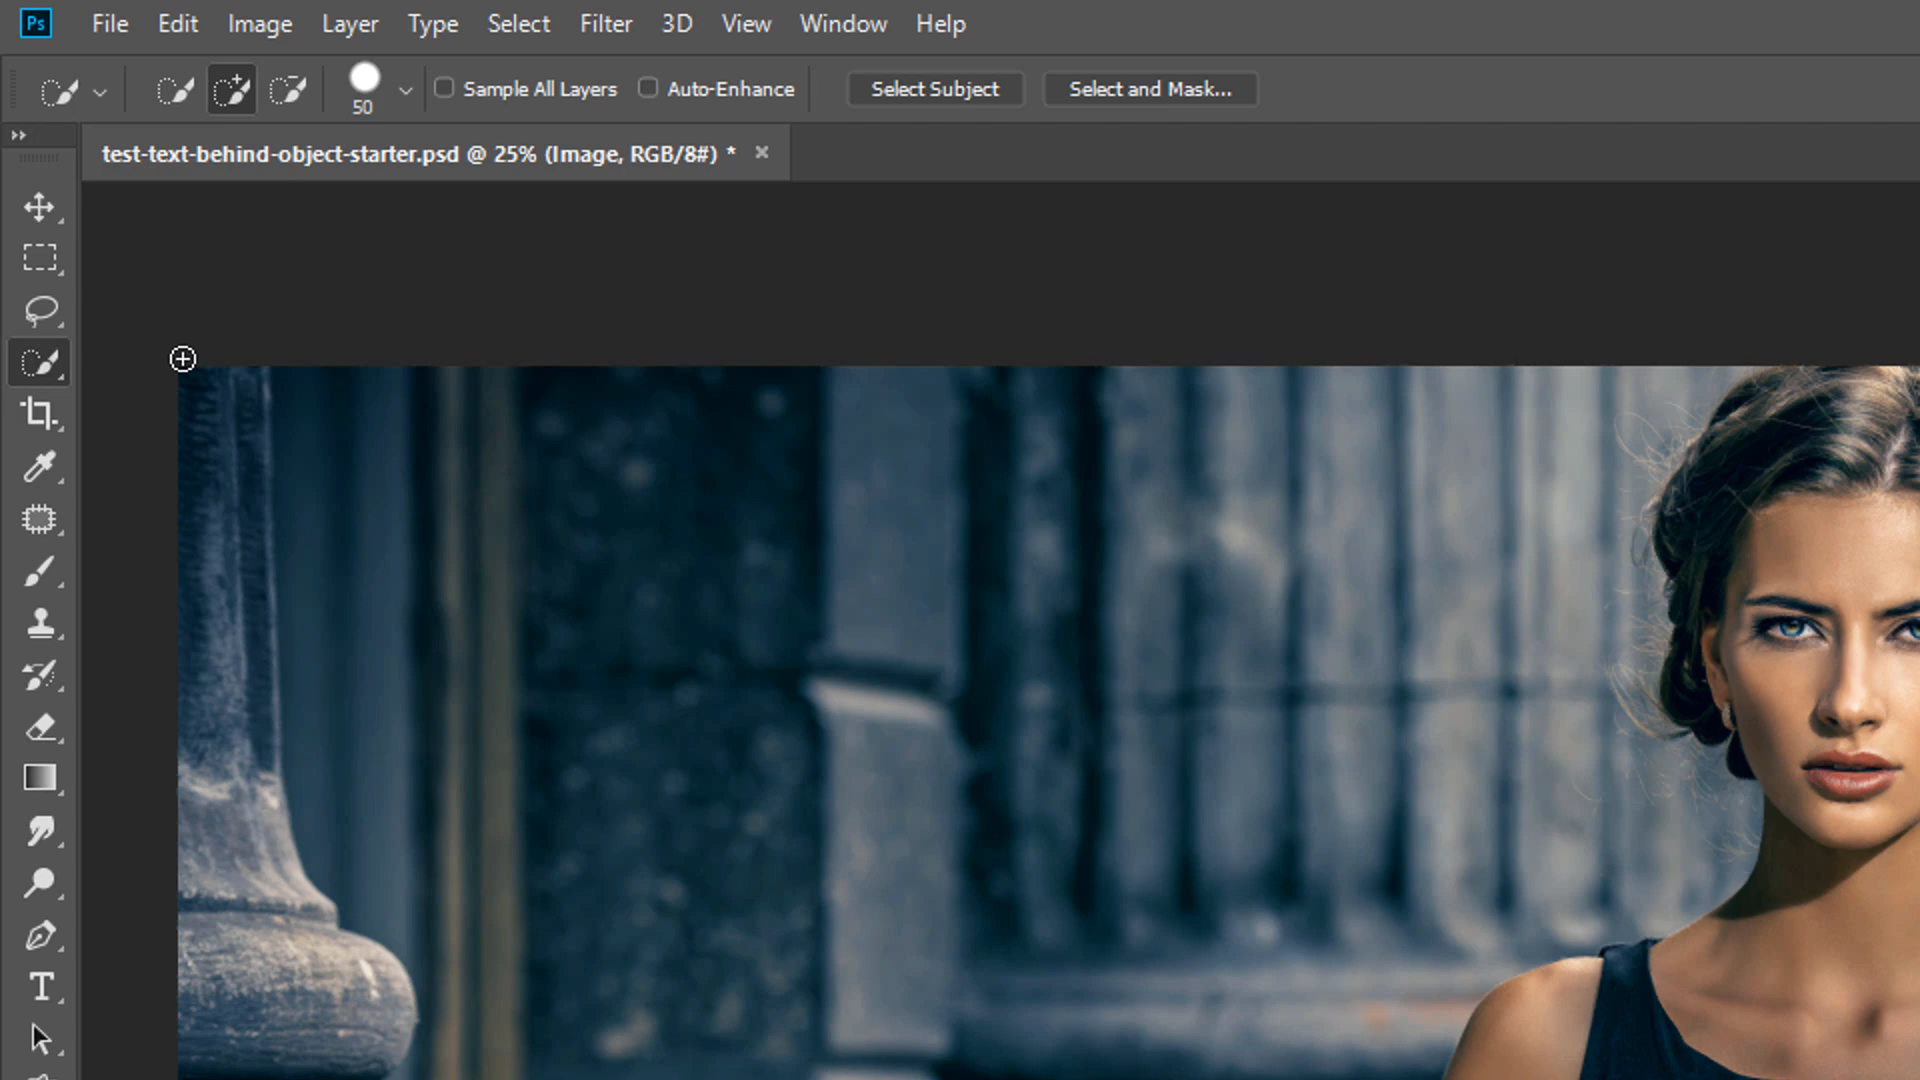 Ps File Edit Image Layer Type Select Filter 3D View Window Help
50 Sample All Layers Auto-Enhance Select Subject Select and Mask...
test-text-behind-object-starter.psd @ 25% (Image, RGB/8#) * ×
T